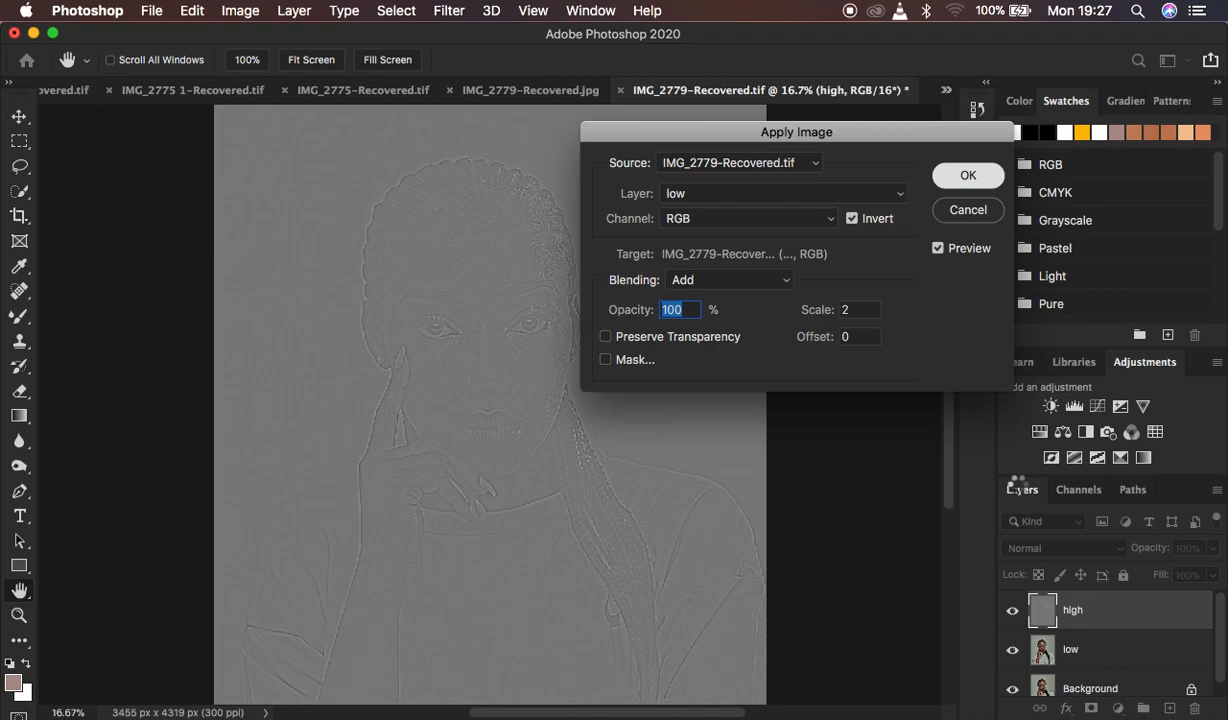 Photoshop File Edit Image Layer Type Select Filter 3D View Window Help 100% Mon 19:27
Adobe Photoshop 2020
Scroll All Windows 100% Fit Screen Fill Screen
overed.tif × IMG_2775 1-Recovered.tif × IMG_2775-Recovered.tif × IMG_2779-Recovered.jpg × IMG_2779-Recovered.tif @ 16.7% (high, RGB/16*) *
Color Swatches Gradien Patterns
Apply Image
Source: IMG_2779-Recovered.tif
OK
Layer: low
Cancel
Channel: RGB Invert
Preview
Target: IMG_2779-Recover... (..., RGB)
Blending: Add
Opacity: 100 % Scale: 2
Preserve Transparency Offset: 0
Mask...
RGB
CMYK
Grayscale
Pastel
Light
Pure
earn Libraries Adjustments
dd an adjustment
Layers Channels Paths
Kind
Normal Opacity: 100%
Lock: Fill: 100%
high
low
Background
16.67% 3455 px x 4319 px (300 ppi)